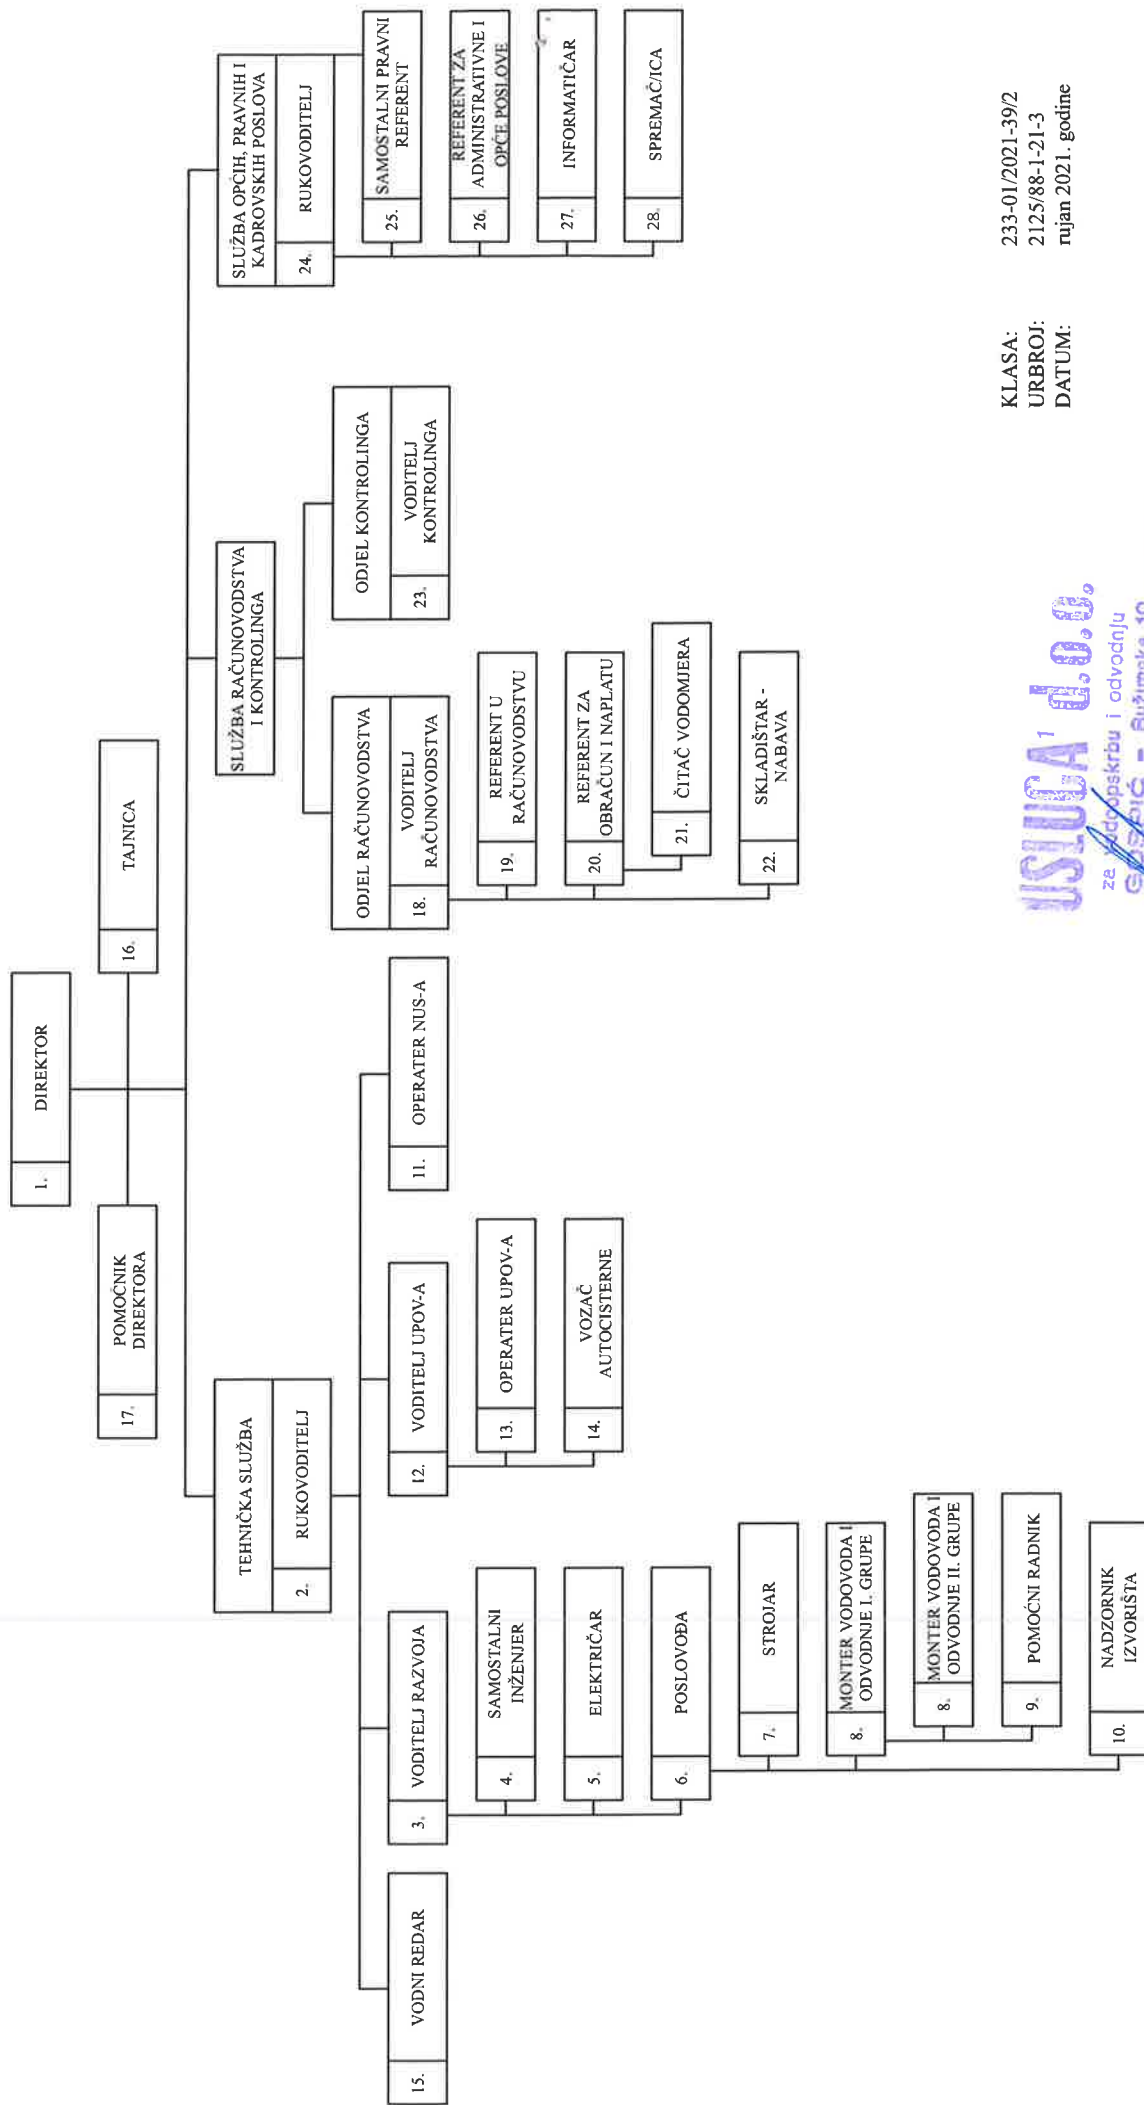 1. DIREKTOR
17. POMOĆNIK
DIREKTORA
16. TAJNICA
TEHNIČKA SLUŽBA
2. RUKOVODITELJ
SLUŽBA RAČUNOVODSTVA
I KONTROLINGA
SLUŽBA OPĆIH, PRAVNIH I
KADROVSKIH POSLOVA
24. RUKOVODITELJ
15. VODNI REDAR
3. VODITELJ RAZVOJA
4. SAMOSTALNI
INŽENJER
5. ELEKTRIČAR
6. POSLOVOĐA
7. STROJAR
8. MONTER VODOVODA I
ODVODNJE I. GRUPE
8. MONTER VODOVODA I
ODVODNJE II. GRUPE
9. POMOĆNI RADNIK
10. NADZORNIK
IZVORIŠTA
12. VODITELJ UPOV-A
13. OPERATER UPOV-A
14. VOZAČ
AUTOCISTERNE
11. OPERATER NUS-A
ODJEL RAČUNOVODSTVA
18. VODITELJ
RAČUNOVODSTVA
19. REFERENT U
RAČUNOVODSTVU
20. REFERENT ZA
OBRAČUN I NAPLATU
21. ČITAČ VODOMJERA
22. SKLADIŠTAR -
NABAVA
ODJEL KONTROLINGA
23. VODITELJ
KONTROLINGA
25. SAMOSTALNI PRAVNI
REFERENT
26. REFERENT ZA
ADMINISTRATIVNE I
OPĆE POSLOVE
27. INFORMATIČAR
28. SPREMAČ/ICA
USLUGA d.o.o.
za vodoopskrbu i odvodnju
GOSPIĆ -
KLASA: 233-01/2021-39/2
URBROJ: 2125/88-1-21-3
DATUM: rujan 2021. godine